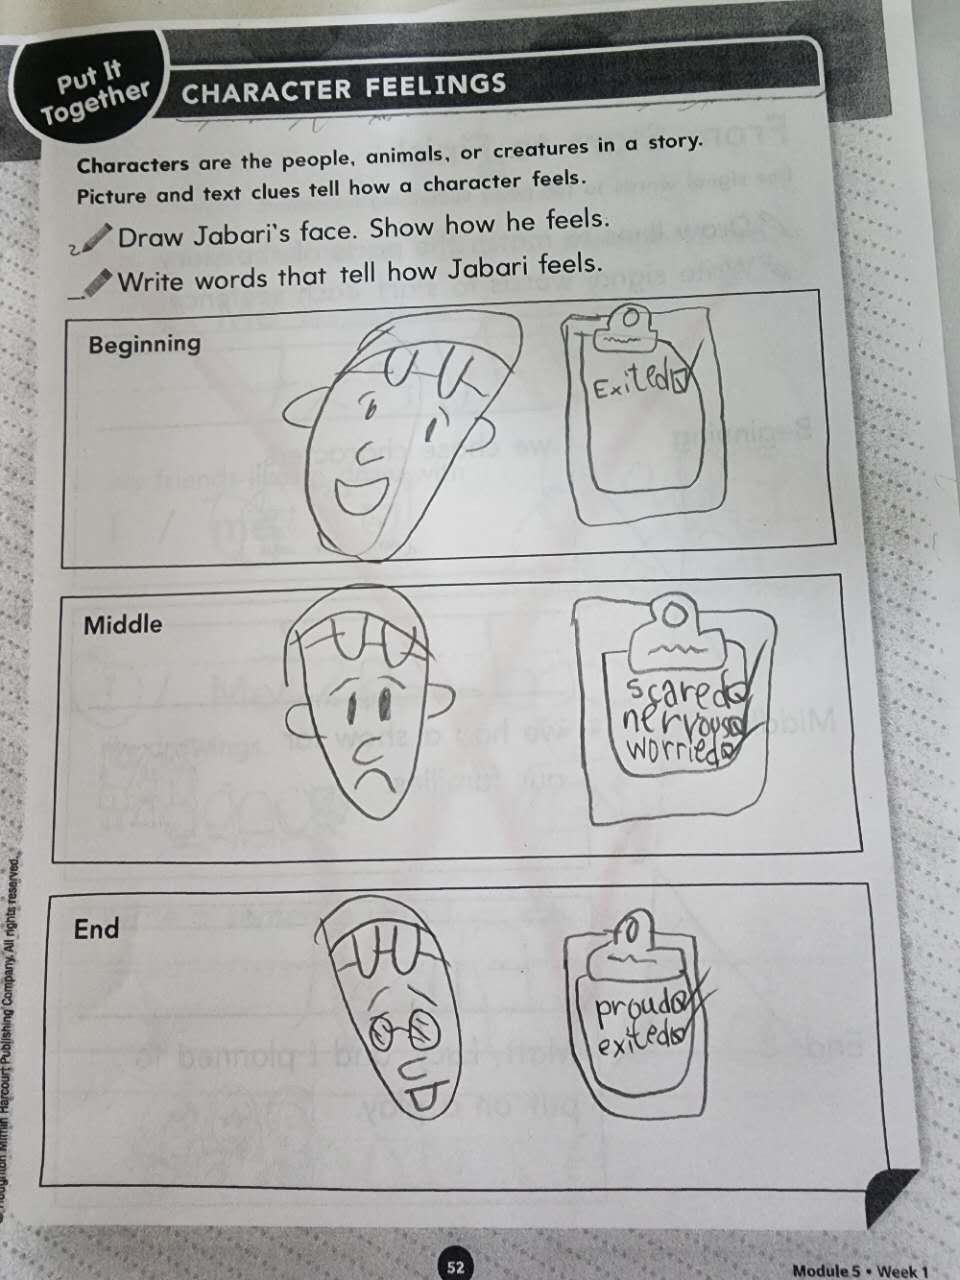 Put It
Together
CHARACTER FEELINGS
Characters are the people, animals, or creatures in a story.
Picture and text clues tell how a character feels.
2 Draw Jabari's face. Show how he feels.
Write words that tell how Jabari feels.
Beginning
Exited
Middle
scared
nervous
worried
End
proud
exited
Houghton Mifflin Harcourt Publishing Company. All rights reserved.
52
Module 5 • Week 1